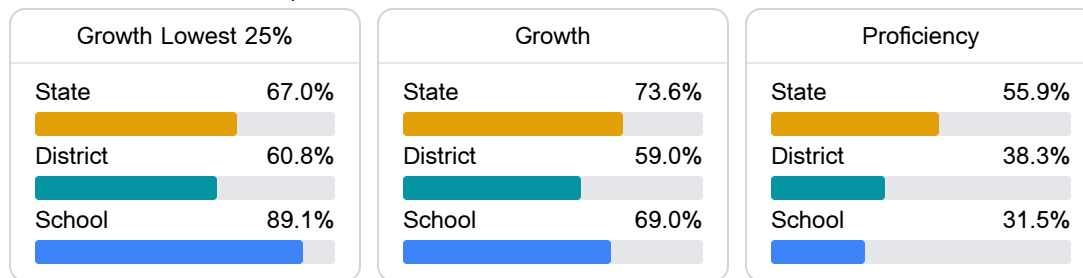 Growth Lowest 25%
State 67.0%
District 60.8%
School 89.1%
Growth
State 73.6%
District 59.0%
School 69.0%
Proficiency
State 55.9%
District 38.3%
School 31.5%